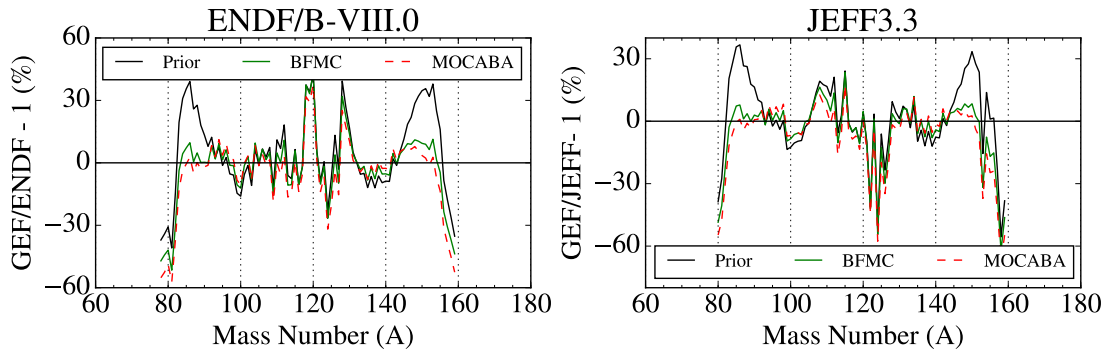 ENDF/B-VIII.0
60
30
0
−30
−60
GEF/ENDF - 1 (%)
Prior BFMC MOCABA
60 80 100 120 140 160 180
Mass Number (A)
JEFF3.3
30
0
−30
−60
GEF/JEFF - 1 (%)
Prior BFMC MOCABA
60 80 100 120 140 160 180
Mass Number (A)